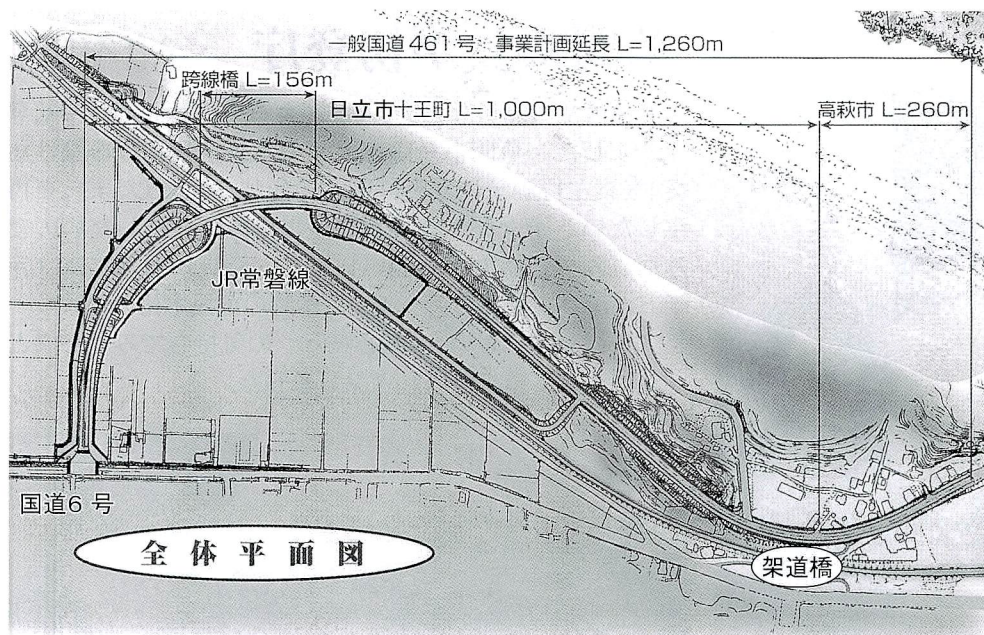 一般国道461号 事業計画延長 L=1,260m
跨線橋 L=156m
日立市十王町 L=1,000m
高萩市 L=260m
JR常磐線
国道6号
全体平面図
架道橋